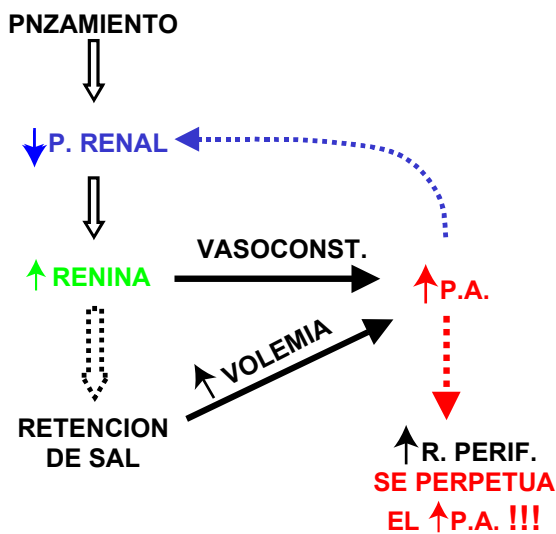 PNZAMIENTO
P. RENAL
VASOCONST.
RENINA
P.A.
VOLEMIA
RETENCION
DE SAL
R. PERIF.
SE PERPETUA
EL ↑P.A. !!!